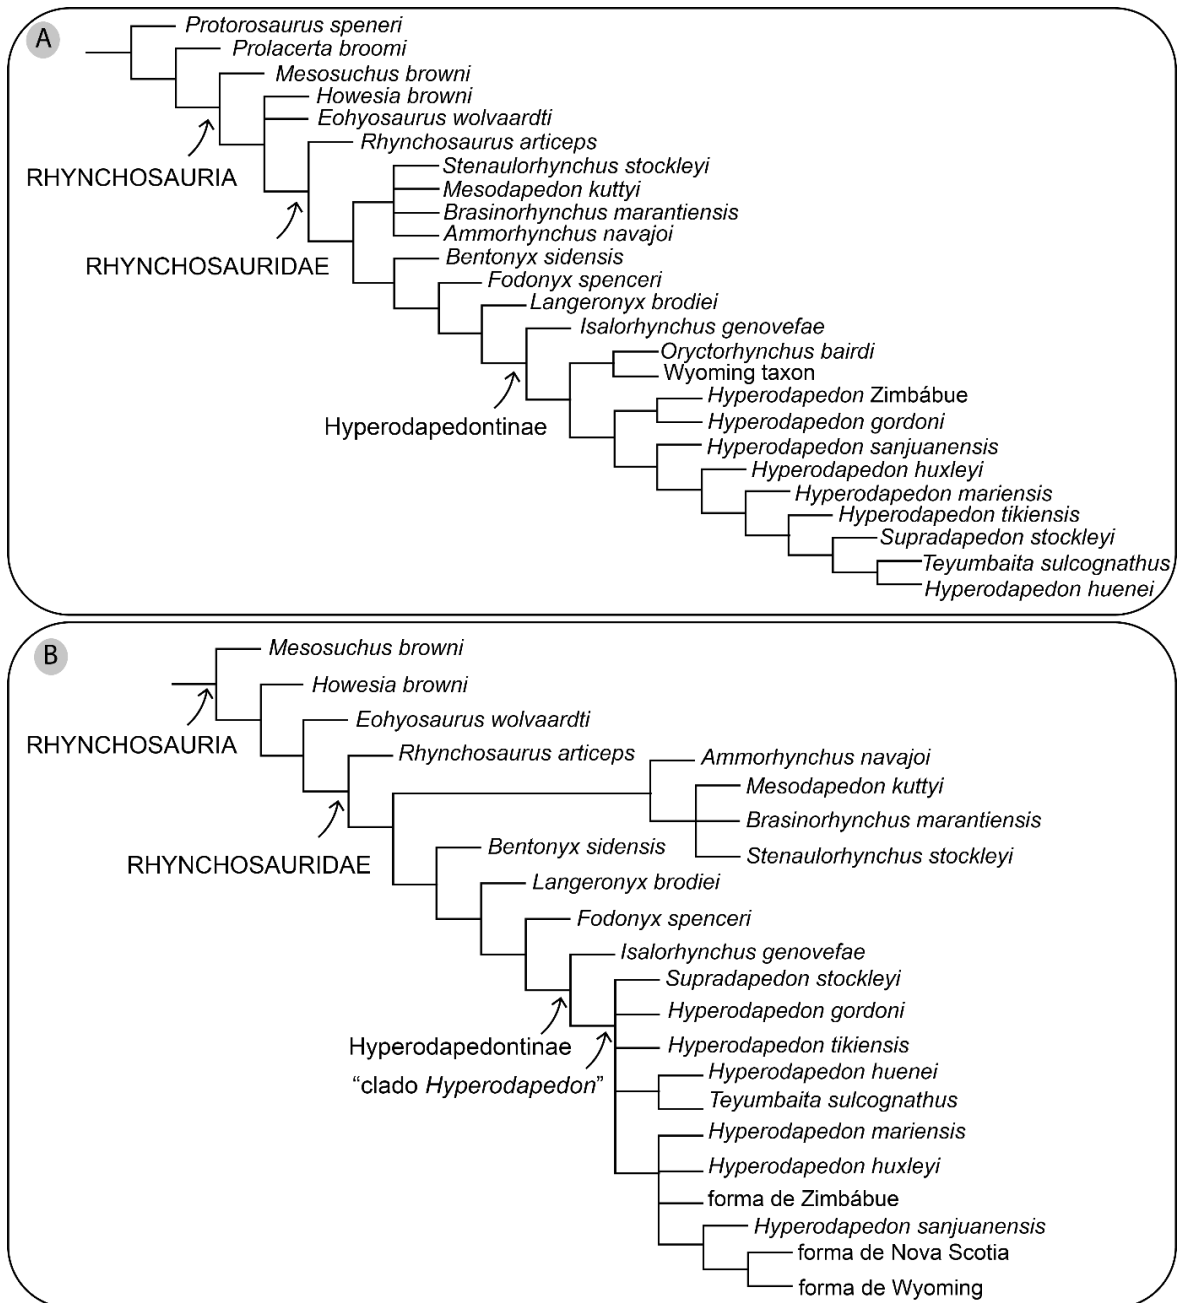 A
Protorosaurus speneri
Prolacerta broomi
Mesosuchus browni
Howesia browni
Eohyosaurus wolvaardti
Rhynchosaurus articeps
Stenaulorhynchus stockleyi
RHYNCHOSAURIA
Mesodapedon kuttyi
Brasinorhynchus marantiensis
Ammorhynchus navajoi
Bentonyx sidensis
RHYNCHOSAURIDAE
Fodonyx spenceri
Langeronyx brodiei
Isalorhynchus genovefae
Oryctorhynchus bairdi
Wyoming taxon
Hyperodapedon Zimbábue
Hyperodapedon gordoni
Hyperodapedontinae
Hyperodapedon sanjuanensis
Hyperodapedon huxleyi
Hyperodapedon mariensis
Hyperodapedon tikiensis
Supradapedon stockleyi
Teyumbaita sulcognathus
Hyperodapedon huenei
B
Mesosuchus browni
Howesia browni
Eohyosaurus wolvaardti
RHYNCHOSAURIA
Rhynchosaurus articeps
Ammorhynchus navajoi
Mesodapedon kuttyi
Brasinorhynchus marantiensis
Stenaulorhynchus stockleyi
Bentonyx sidensis
RHYNCHOSAURIDAE
Langeronyx brodiei
Fodonyx spenceri
Isalorhynchus genovefae
Supradapedon stockleyi
Hyperodapedon gordoni
Hyperodapedontinae
Hyperodapedon tikiensis
"clado Hyperodapedon"
Hyperodapedon huenei
Teyumbaita sulcognathus
Hyperodapedon mariensis
Hyperodapedon huxleyi
forma de Zimbábue
Hyperodapedon sanjuanensis
forma de Nova Scotia
forma de Wyoming